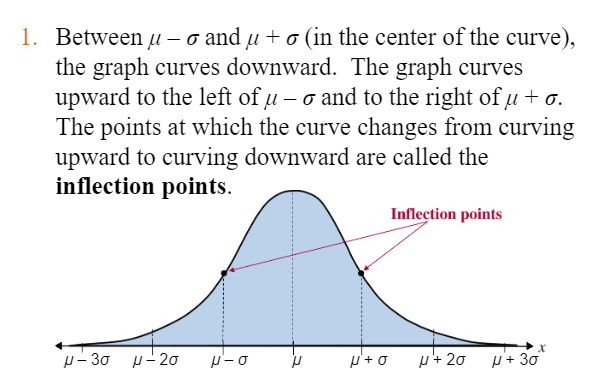 1. Between μ – σ and μ + σ (in the center of the curve),
the graph curves downward. The graph curves
upward to the left of μ – σ and to the right of μ + σ.
The points at which the curve changes from curving
upward to curving downward are called the
inflection points.
Inflection points
μ – 3σ μ – 2σ μ – σ μ μ + σ μ + 2σ μ + 3σ x